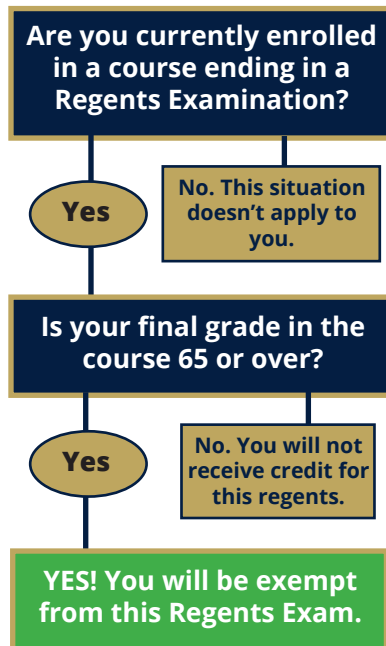 Are you currently enrolled
in a course ending in a
Regents Examination?
Yes
No. This situation
doesn't apply to
you.
Is your final grade in the
course 65 or over?
Yes
No. You will not
receive credit for
this regents.
YES! You will be exempt
from this Regents Exam.